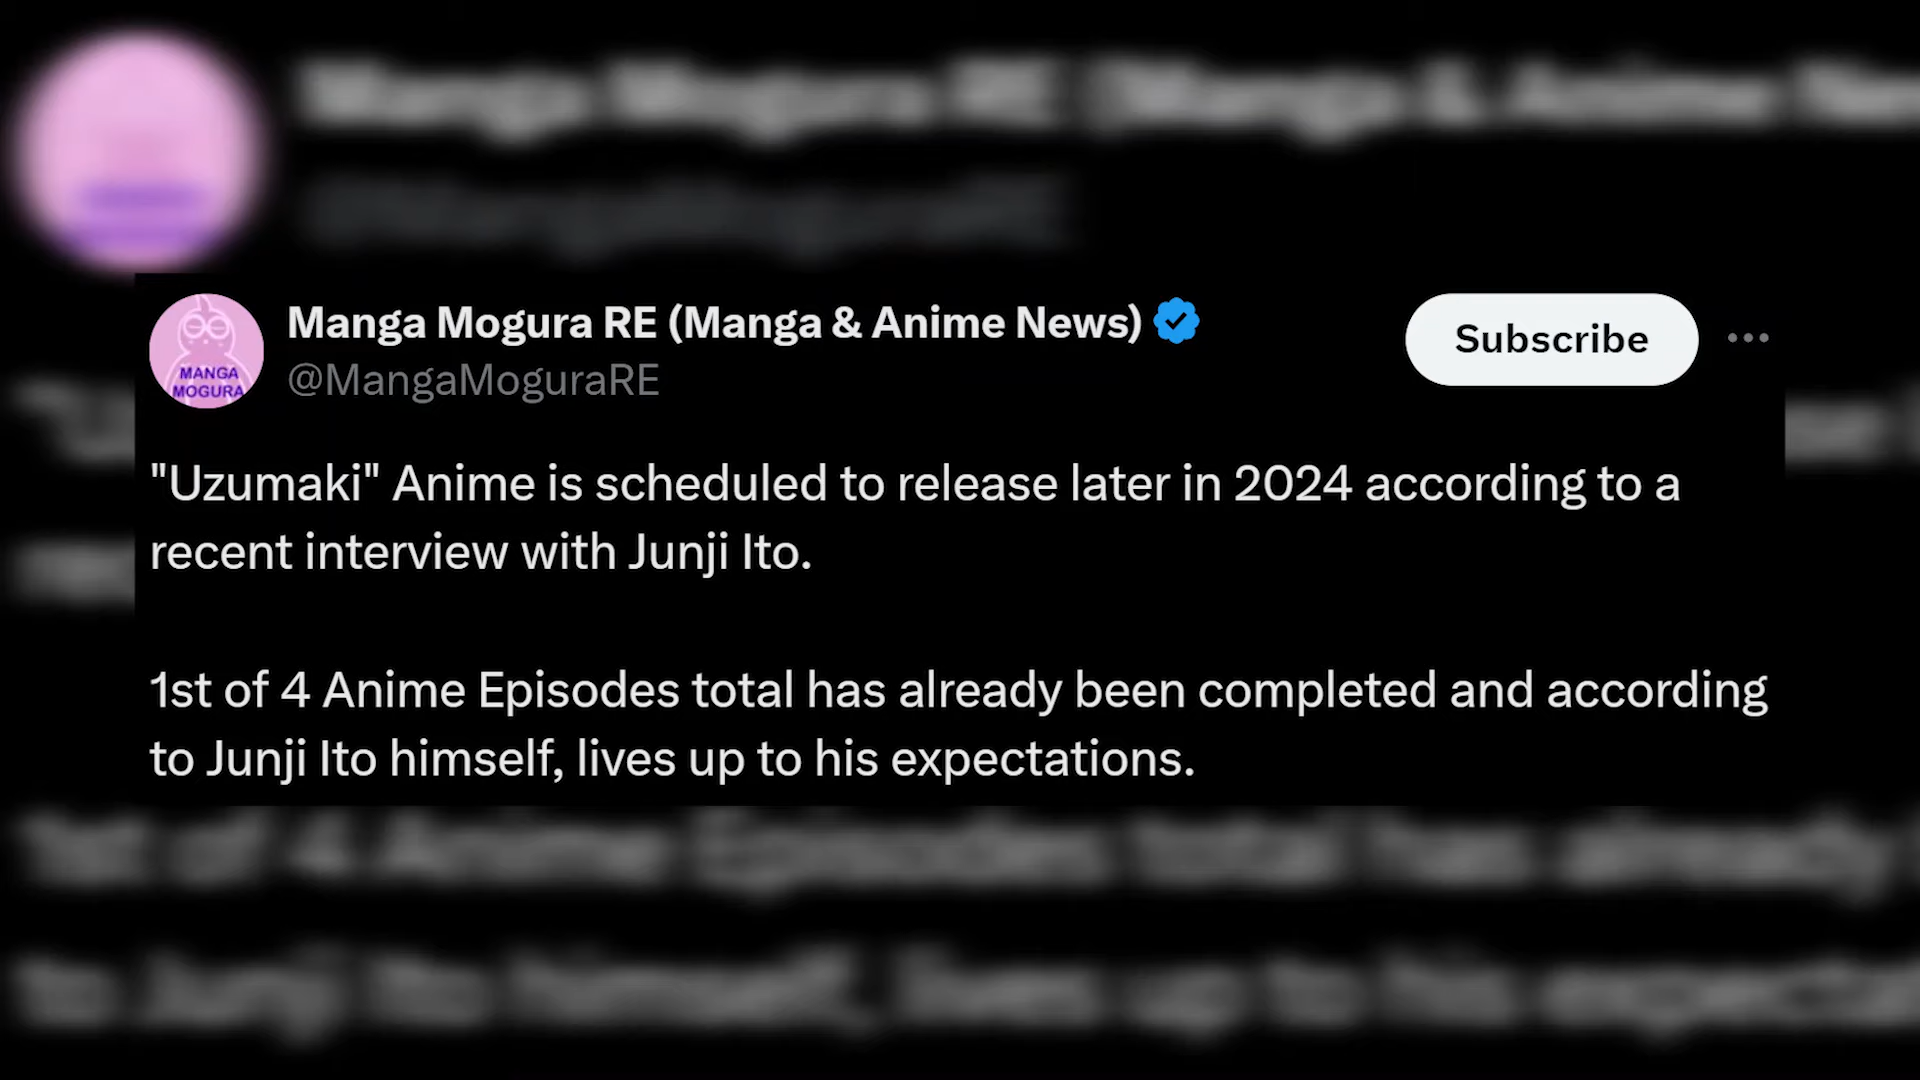 Manga Mogura RE (Manga & Anime News)
@MangaMoguraRE
Subscribe
MANGA
MOGURA
"Uzumaki" Anime is scheduled to release later in 2024 according to a
recent interview with Junji Ito.
1st of 4 Anime Episodes total has already been completed and according
to Junji Ito himself, lives up to his expectations.